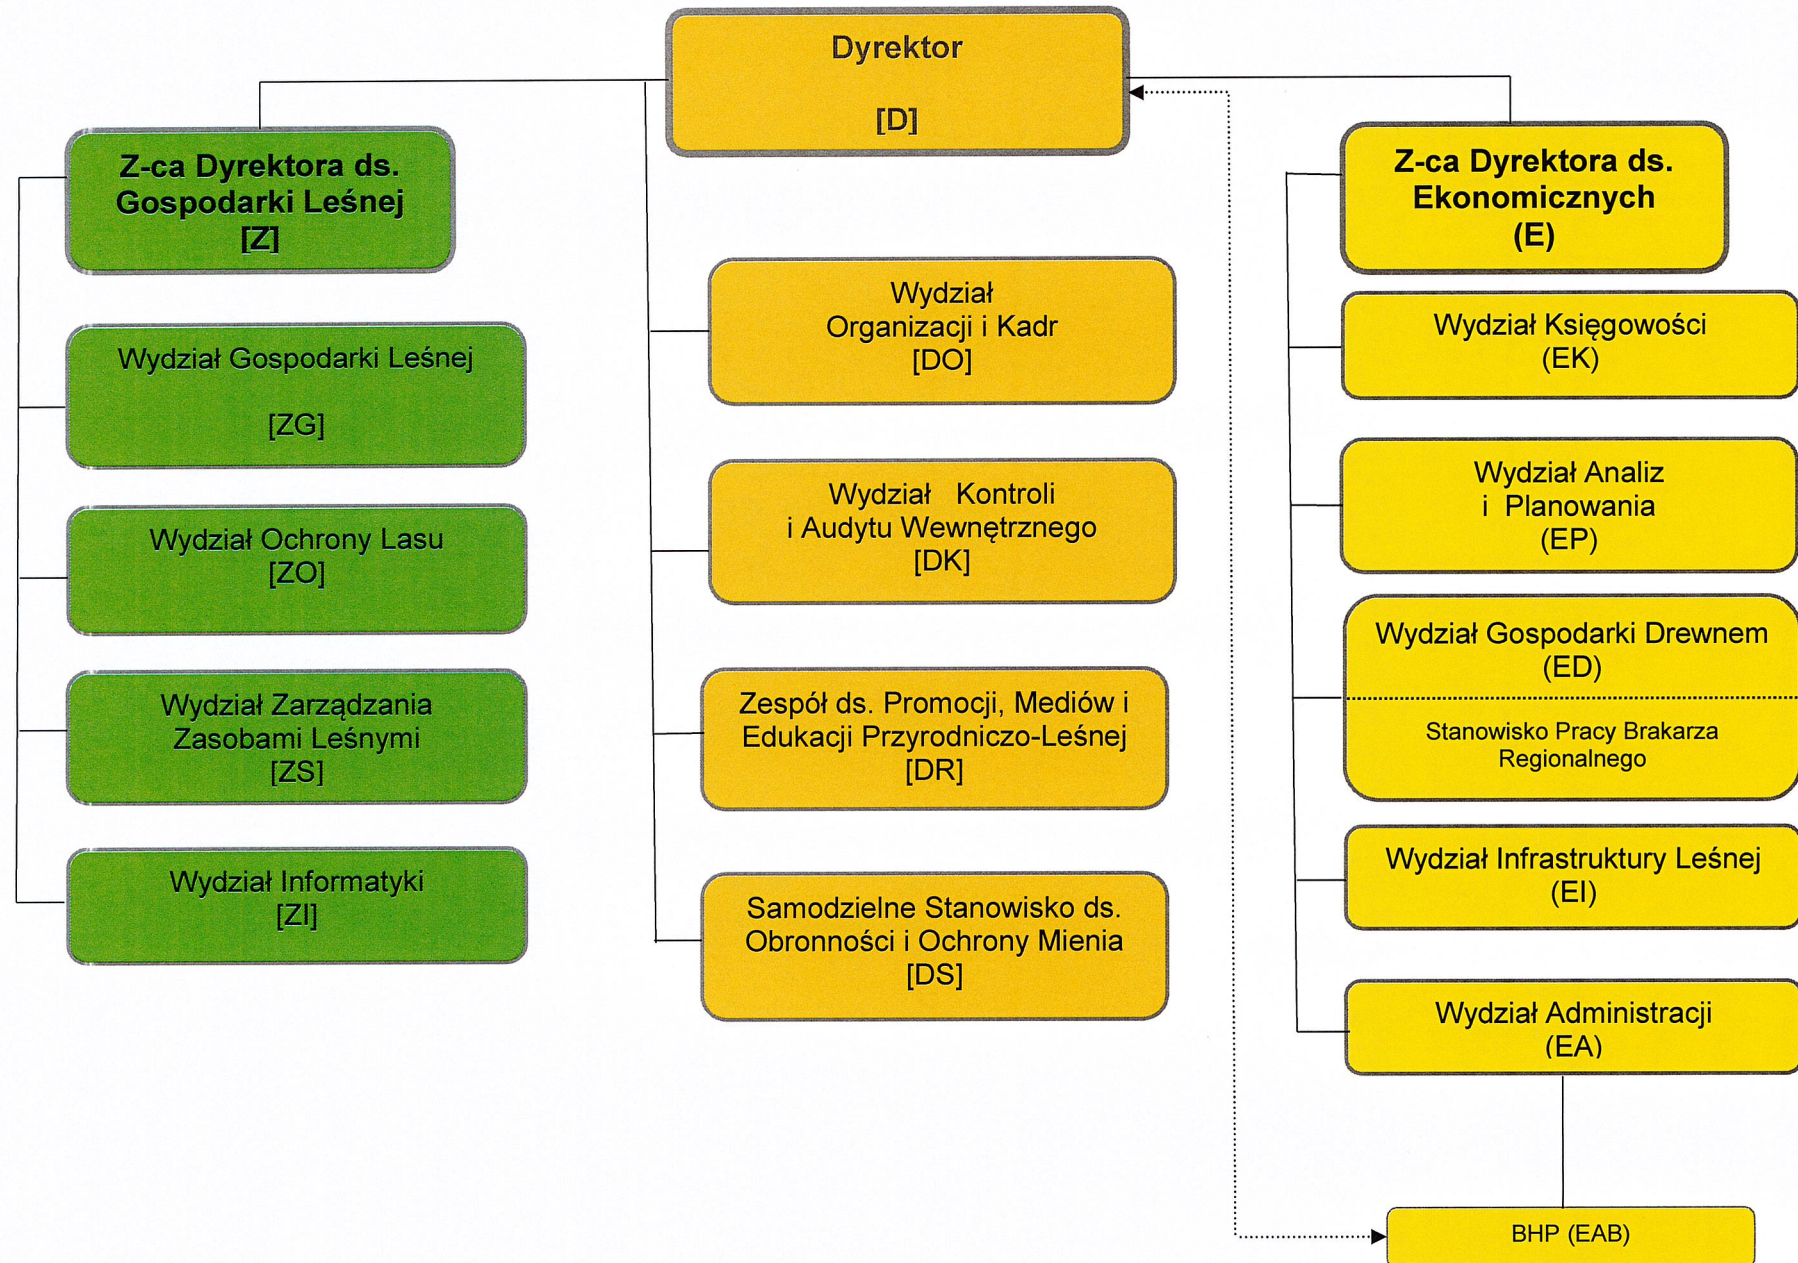 Dyrektor
[D]
Z-ca Dyrektora ds.
Gospodarki Leśnej
[Z]
Wydział Gospodarki Leśnej
[ZG]
Wydział Ochrony Lasu
[ZO]
Wydział Zarządzania
Zasobami Leśnymi
[ZS]
Wydział Informatyki
[ZI]
Wydział
Organizacji i Kadr
[DO]
Wydział Kontroli
i Audytu Wewnętrznego
[DK]
Zespół ds. Promocji, Mediów i
Edukacji Przyrodniczo-Leśnej
[DR]
Samodzielne Stanowisko ds.
Obronności i Ochrony Mienia
[DS]
Z-ca Dyrektora ds.
Ekonomicznych
(E)
Wydział Księgowości
(EK)
Wydział Analiz
i Planowania
(EP)
Wydział Gospodarki Drewnem
(ED)
Stanowisko Pracy Brakarza
Regionalnego
Wydział Infrastruktury Leśnej
(EI)
Wydział Administracji
(EA)
BHP (EAB)